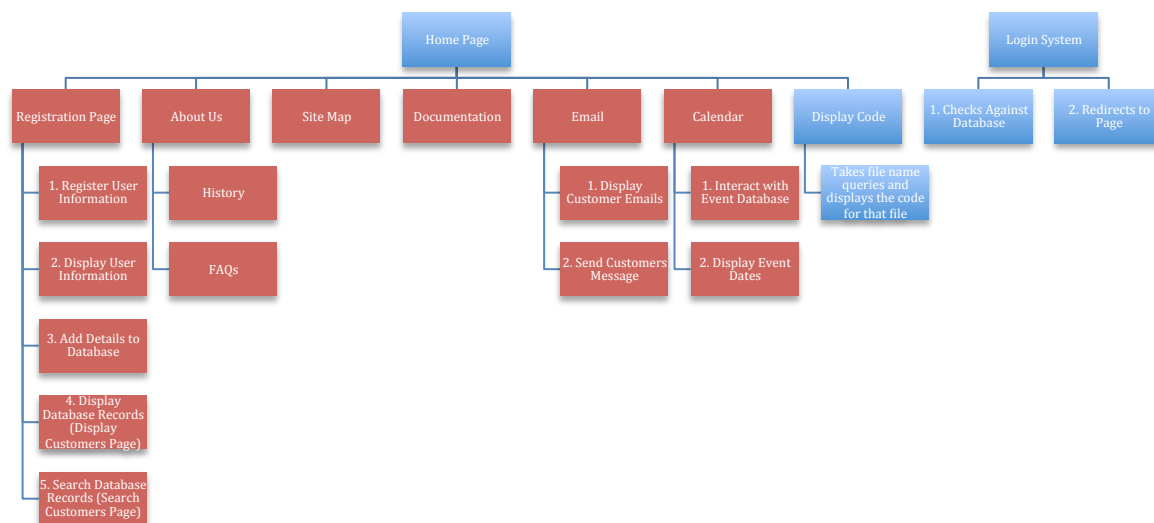 Home Page
Login System
Registration Page
About Us
Site Map
Documentation
Email
Calendar
Display Code
1. Checks Against
Database
2. Redirects to
Page
1. Register User
Information
History
1. Display
Customer Emails
1. Interact with
Event Database
Takes file name
queries and
displays the code
for that file
2. Display User
Information
FAQs
2. Send Customers
Message
2. Display Event
Dates
3. Add Details to
Database
4. Display
Database Records
(Display
Customers Page)
5. Search Database
Records (Search
Customers Page)